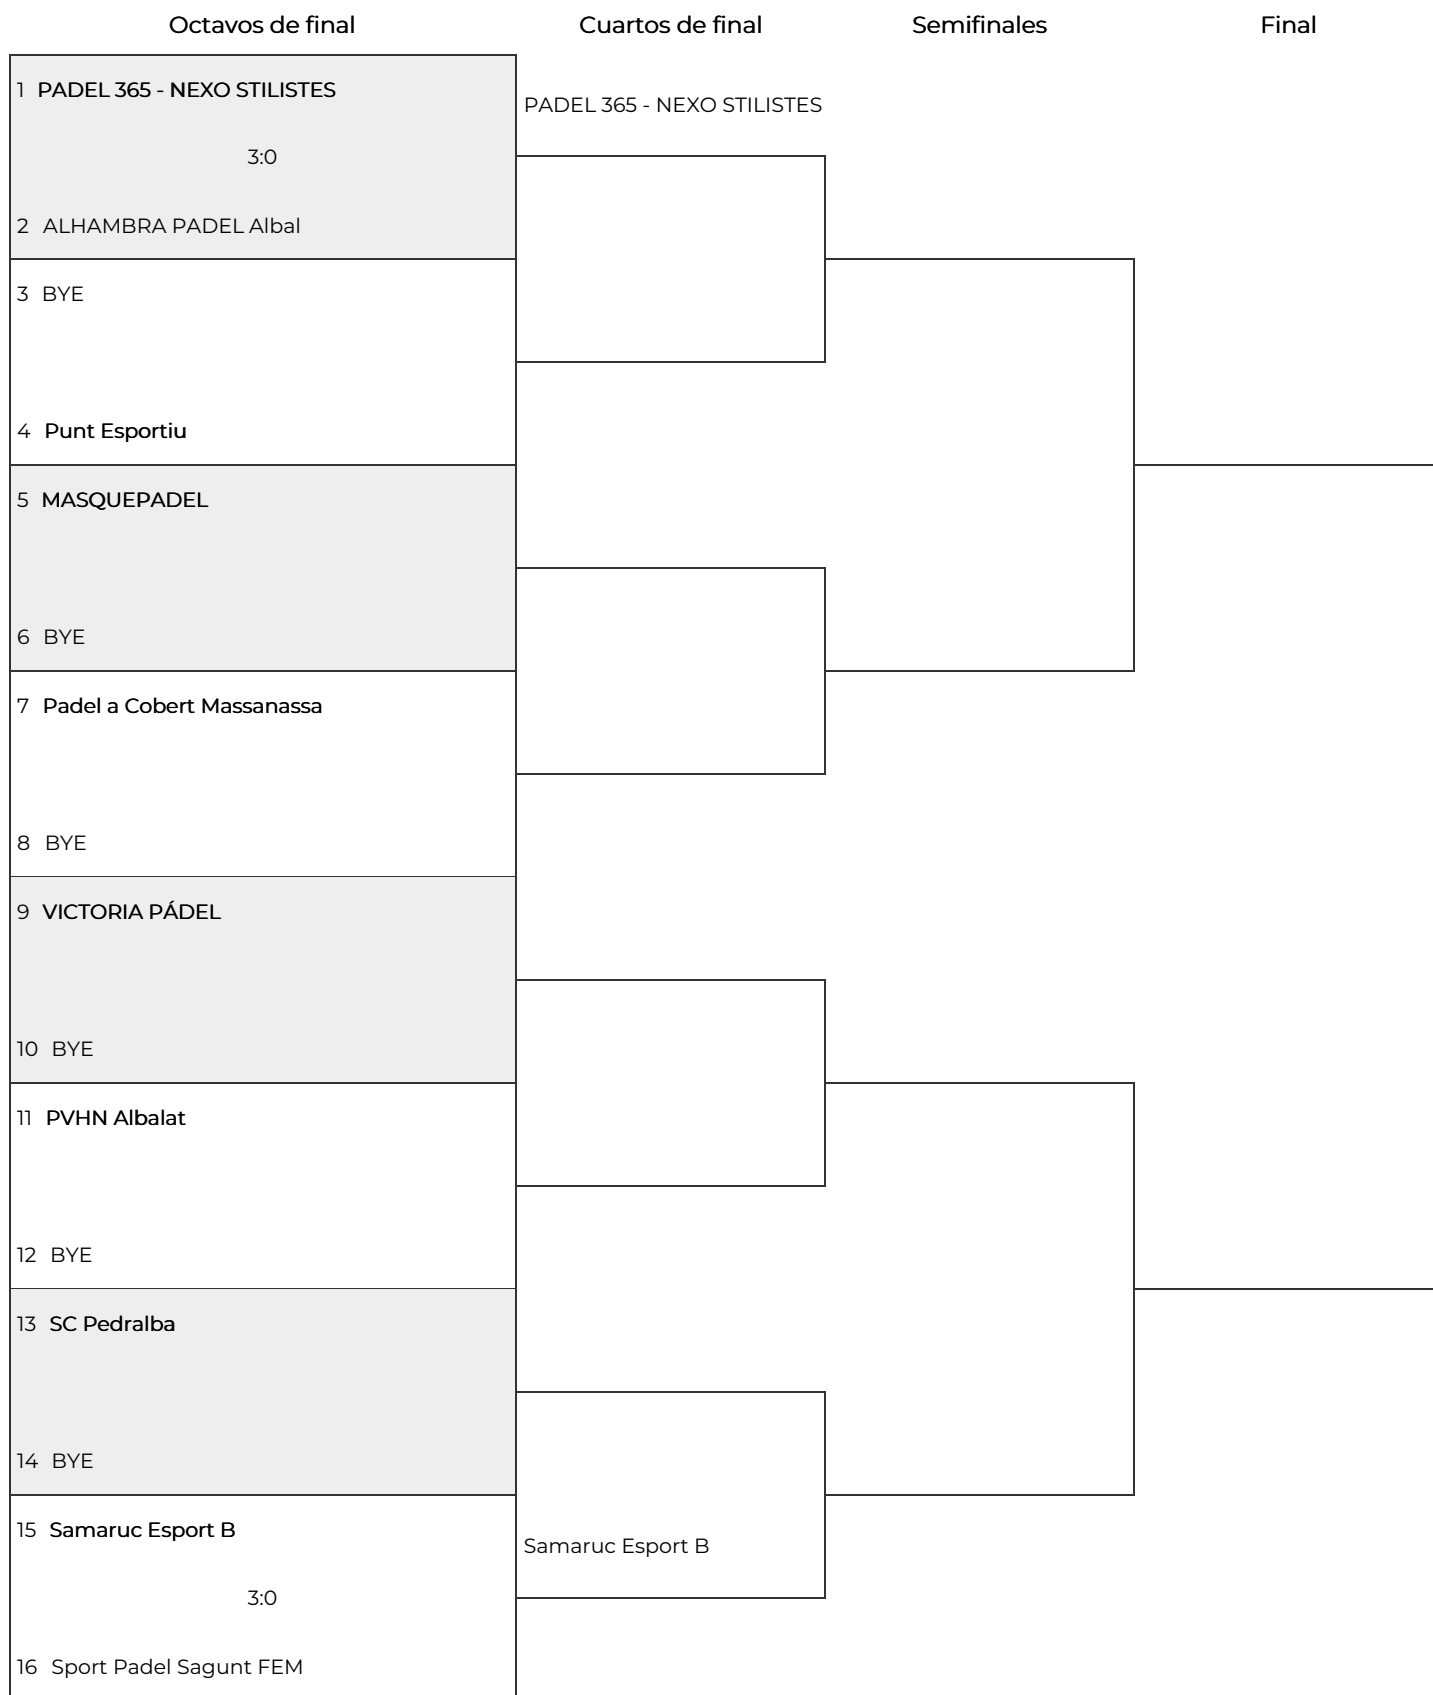 Octavos de final
Cuartos de final
Semifinales
Final
1 PADEL 365 - NEXO STILISTES
PADEL 365 - NEXO STILISTES
3:0
2 ALHAMBRA PADEL Albal
3 BYE
4 Punt Esportiu
5 MASQUEPADEL
6 BYE
7 Padel a Cobert Massanassa
8 BYE
9 VICTORIA PÁDEL
10 BYE
11 PVHN Albalat
12 BYE
13 SC Pedralba
14 BYE
15 Samaruc Esport B
Samaruc Esport B
3:0
16 Sport Padel Sagunt FEM